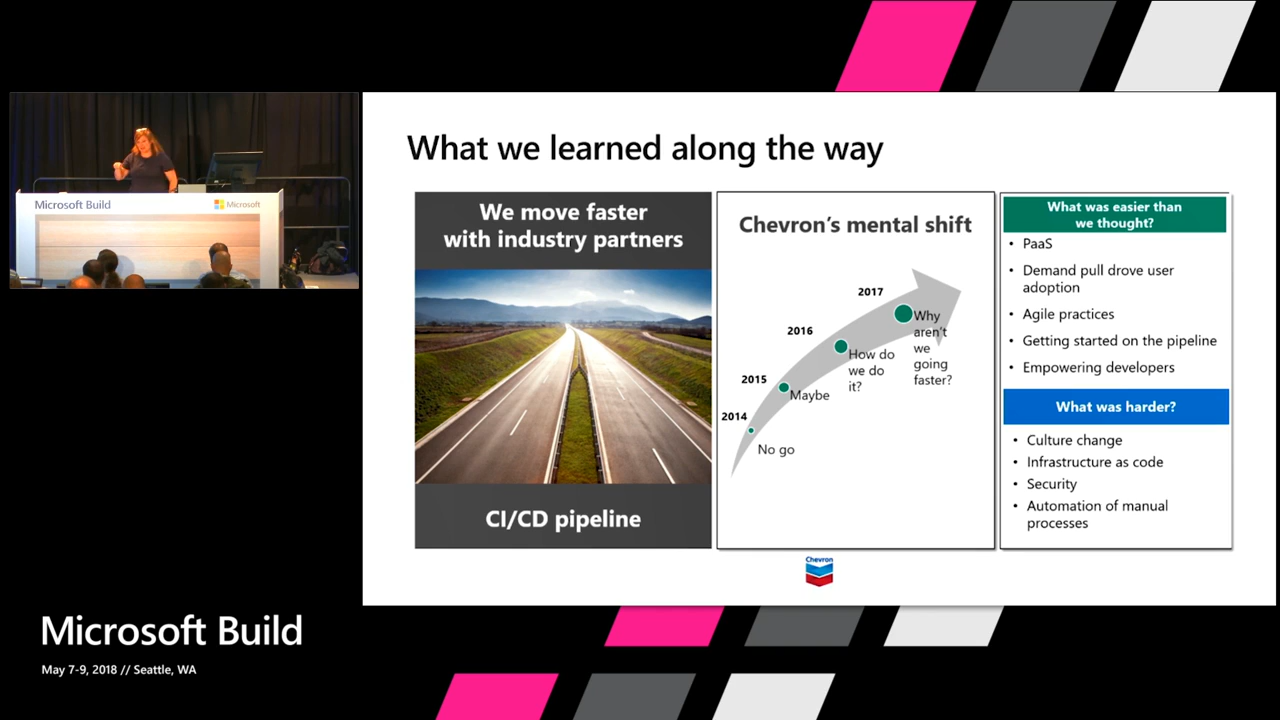 What we learned along the way
Microsoft Build
Microsoft
We move faster
with industry partners
CI/CD pipeline
Chevron's mental shift
2017
Why
aren't
we
going
faster?
2016
How do
we do
it?
2015
Maybe
2014
No go
What was easier than
we thought?
• PaaS
• Demand pull drove user
adoption
• Agile practices
• Getting started on the pipeline
• Empowering developers
What was harder?
• Culture change
• Infrastructure as code
• Security
• Automation of manual
processes
Chevron
Microsoft Build
May 7-9, 2018 // Seattle, WA